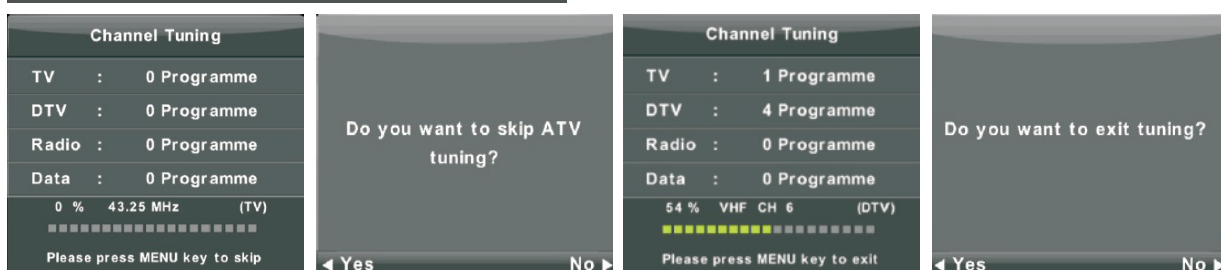 Channel Tuning
TV : 0 Programme
DTV : 0 Programme
Radio : 0 Programme
Data : 0 Programme
0 % 43.25 MHz (TV)
Please press MENU key to skip
Do you want to skip ATV
tuning?
◀ Yes No ▶
Channel Tuning
TV : 1 Programme
DTV : 4 Programme
Radio : 0 Programme
Data : 0 Programme
54 % VHF CH 6 (DTV)
Please press MENU key to exit
Do you want to exit tuning?
◀ Yes No ▶